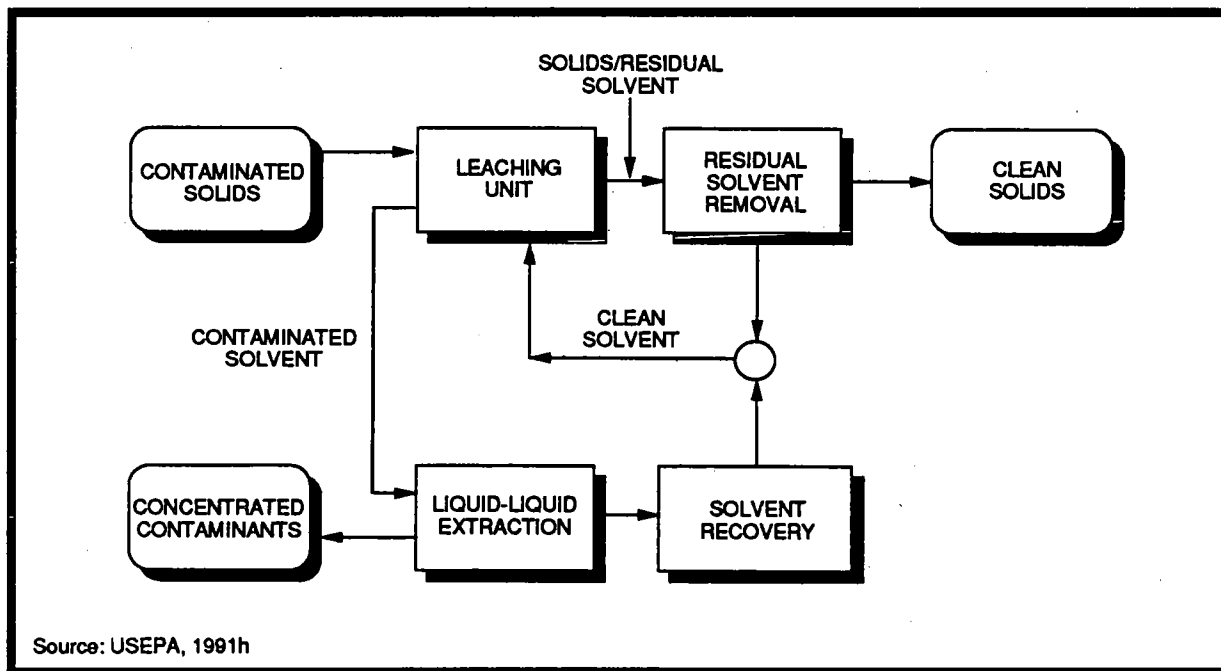 SOLIDS/RESIDUAL
SOLVENT
CONTAMINATED
SOLIDS
LEACHING
UNIT
RESIDUAL
SOLVENT
REMOVAL
CLEAN
SOLIDS
CONTAMINATED
SOLVENT
CLEAN
SOLVENT
CONCENTRATED
CONTAMINANTS
LIQUID-LIQUID
EXTRACTION
SOLVENT
RECOVERY
Source: USEPA, 1991h